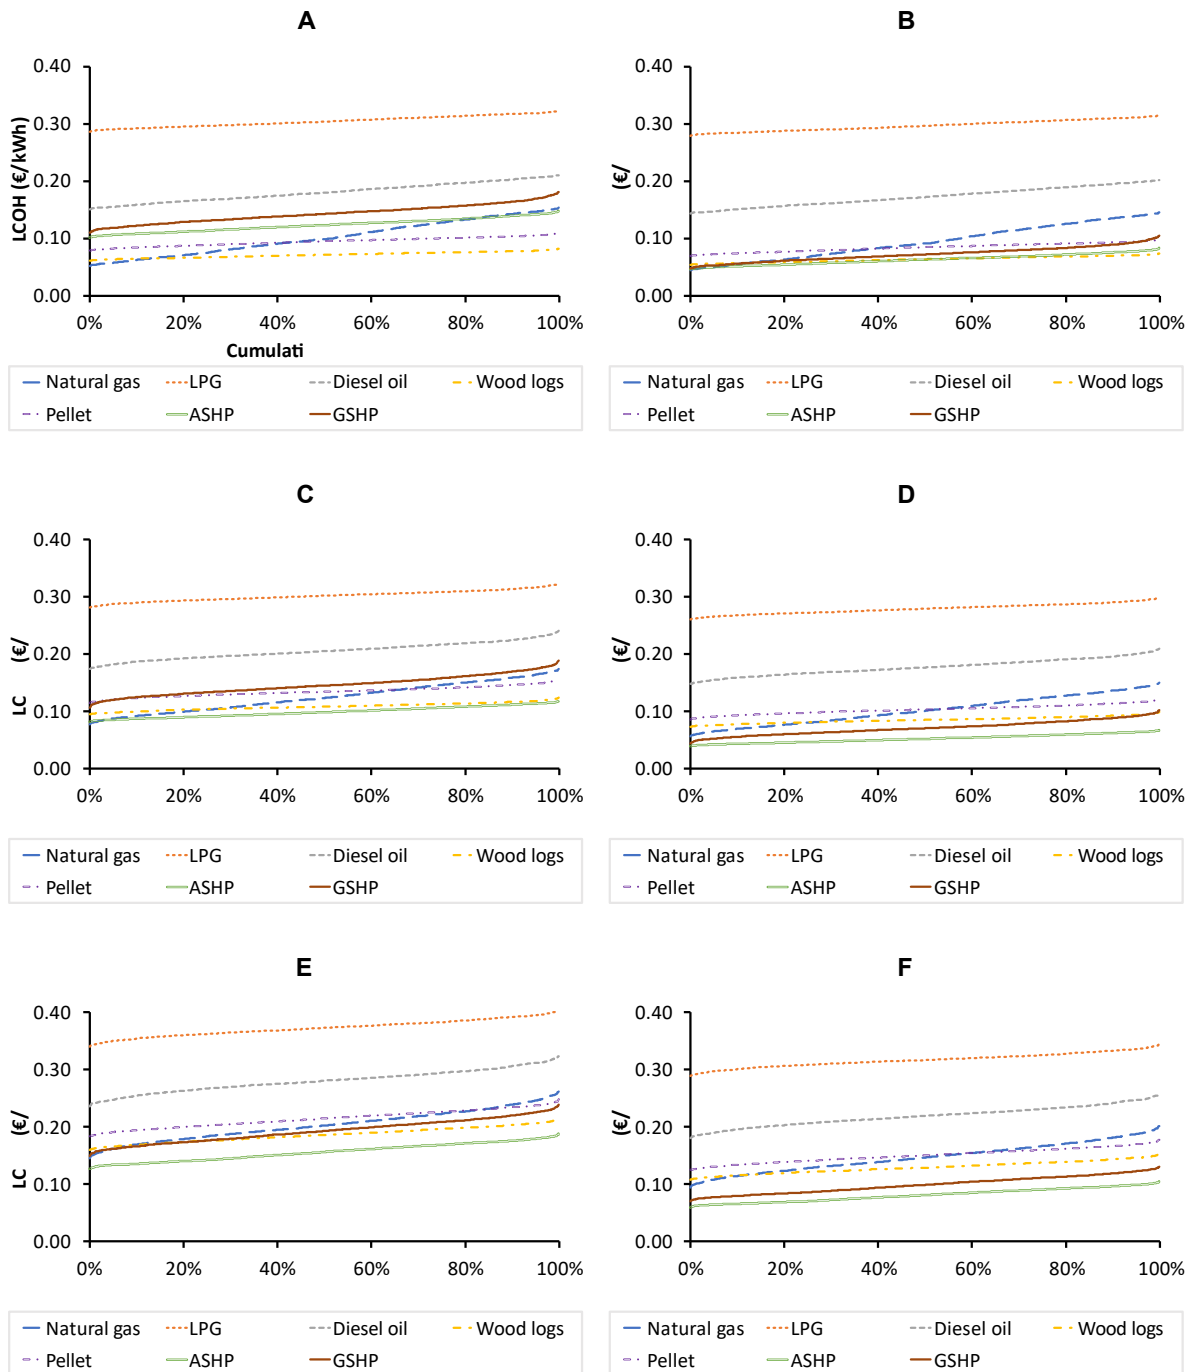 A
B
0.40
0.30
0.20
0.10
0.00
LCOH (€/kWh)
0% 20% 40% 60% 80% 100%
Cumulati
Natural gas LPG Diesel oil Wood logs
Pellet ASHP GSHP
0.40
0.30
0.20
0.10
0.00
(€/
0% 20% 40% 60% 80% 100%
Natural gas LPG Diesel oil Wood logs
Pellet ASHP GSHP
C
D
0.40
0.30
0.20
0.10
0.00
LC (€/
0% 20% 40% 60% 80% 100%
Natural gas LPG Diesel oil Wood logs
Pellet ASHP GSHP
0.40
0.30
0.20
0.10
0.00
(€/
0% 20% 40% 60% 80% 100%
Natural gas LPG Diesel oil Wood logs
Pellet ASHP GSHP
E
F
0.40
0.30
0.20
0.10
0.00
LC (€/
0% 20% 40% 60% 80% 100%
Natural gas LPG Diesel oil Wood logs
Pellet ASHP GSHP
0.40
0.30
0.20
0.10
0.00
(€/
0% 20% 40% 60% 80% 100%
Natural gas LPG Diesel oil Wood logs
Pellet ASHP GSHP